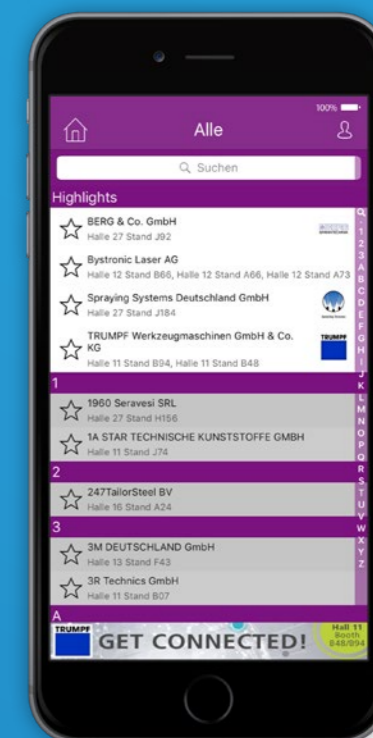 100%
Alle
Suchen
Highlights
BERG & Co. GmbH
Halle 27 Stand J92
Bystronic Laser AG
Halle 12 Stand B66, Halle 12 Stand A66, Halle 12 Stand A73
Spraying Systems Deutschland GmbH
Halle 27 Stand J184
TRUMPF Werkzeugmaschinen GmbH & Co.
KG
TRUMPF
Halle 11 Stand B94, Halle 11 Stand B48
1
1960 Seravesi SRL
Halle 27 Stand H156
1A STAR TECHNISCHE KUNSTSTOFFE GMBH
Halle 11 Stand J74
2
247TailorSteel BV
Halle 16 Stand A24
3
3M DEUTSCHLAND GmbH
Halle 13 Stand F43
3R Technics GmbH
Halle 11 Stand B07
A
1
2
3
A
B
C
D
E
F
G
H
I
J
K
L
M
N
O
P
Q
R
S
T
U
V
W
X
Y
Z
TRUMPF
GET CONNECTED!
Hall 11
Booth
B48/B94